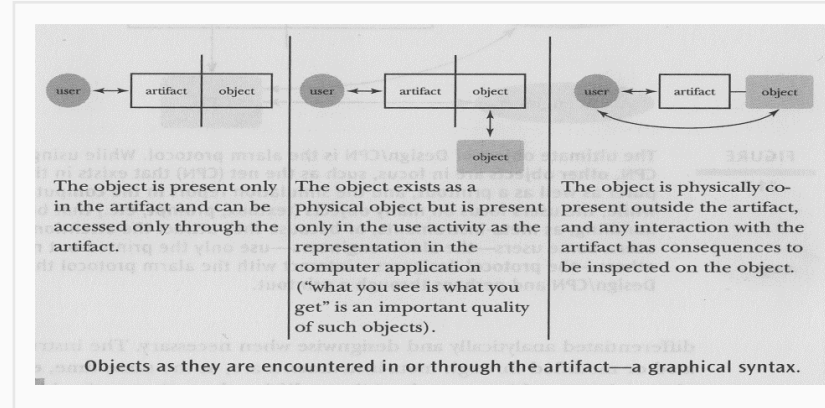 user
artifact
object
user
artifact
object
object
user
artifact
object
The object is present only
in the artifact and can be
accessed only through the
artifact.
The object exists as a
physical object but is present
only in the use activity as the
representation in the
computer application
(“what you see is what you
get” is an important quality
of such objects).
The object is physically co-
present outside the artifact,
and any interaction with the
artifact has consequences to
be inspected on the object.
Objects as they are encountered in or through the artifact—a graphical syntax.